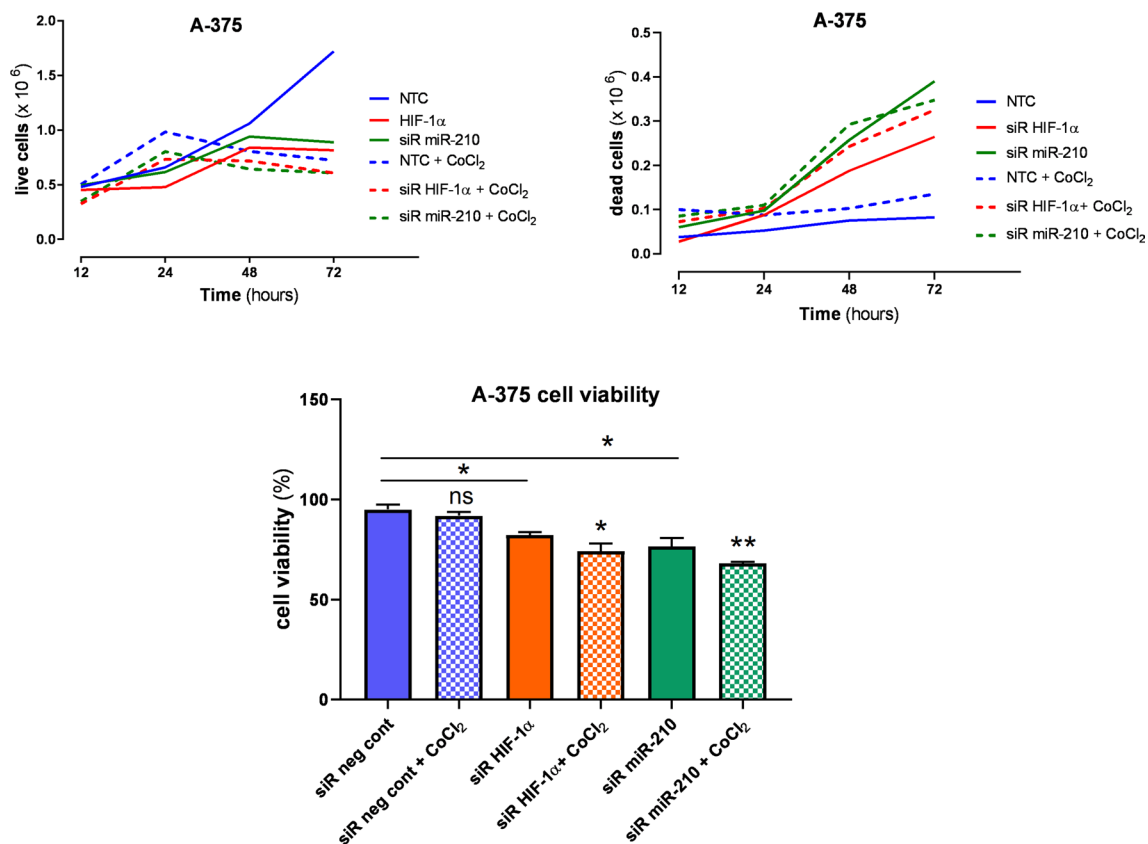 A-375
live cells (x 10⁶)
2.0
1.5
1.0
0.5
0.0
12
24
48
72
Time (hours)
NTC
HIF-1α
siR miR-210
NTC + CoCl₂
siR HIF-1α + CoCl₂
siR miR-210 + CoCl₂
A-375
dead cells (x 10⁶)
0.5
0.4
0.3
0.2
0.1
0.0
12
24
48
72
Time (hours)
NTC
siR HIF-1α
siR miR-210
NTC + CoCl₂
siR HIF-1α+ CoCl₂
siR miR-210 + CoCl₂
A-375 cell viability
cell viability (%)
150
100
50
0
*
*
ns
*
**
siR neg cont
siR neg cont + CoCl₂
siR HIF-1α
siR HIF-1α+ CoCl₂
siR miR-210
siR miR-210 + CoCl₂